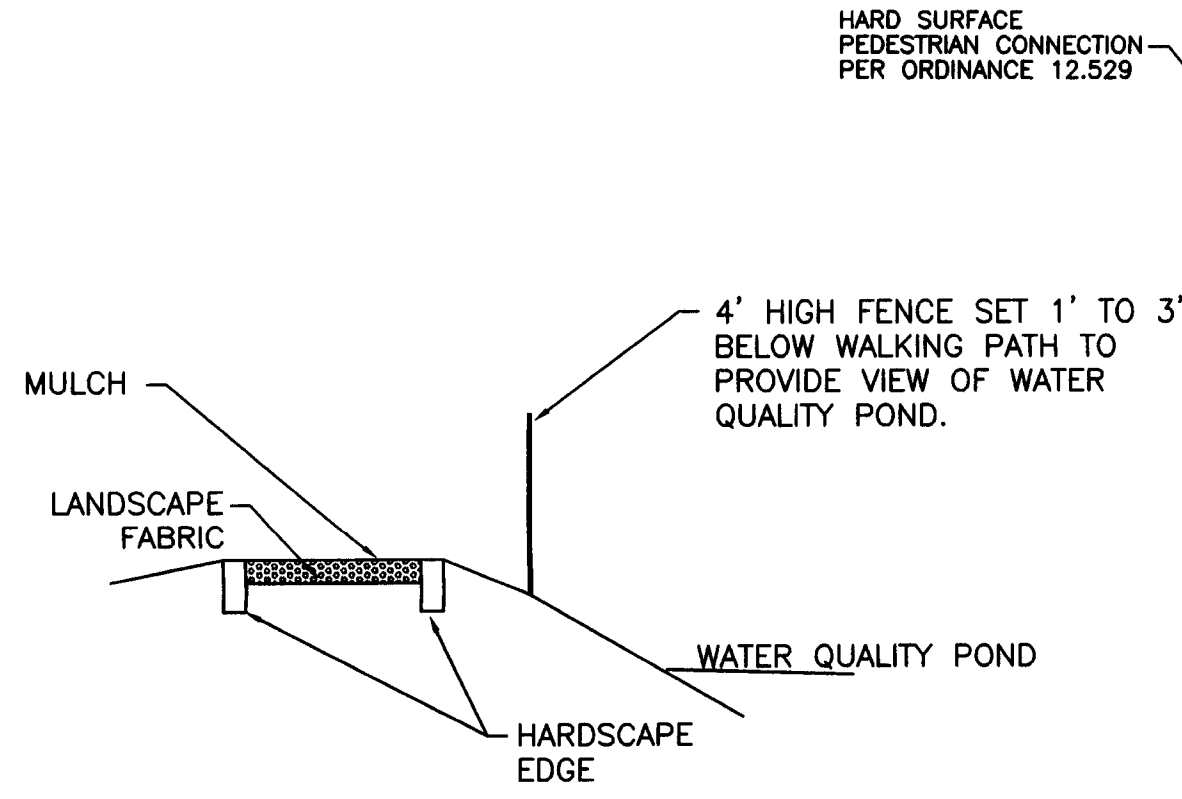 HARD SURFACE
PEDESTRIAN CONNECTION
PER ORDINANCE 12.529
4' HIGH FENCE SET 1' TO 3'
BELOW WALKING PATH TO
PROVIDE VIEW OF WATER
QUALITY POND.
MULCH
LANDSCAPE
FABRIC
WATER QUALITY POND
HARDSCAPE
EDGE